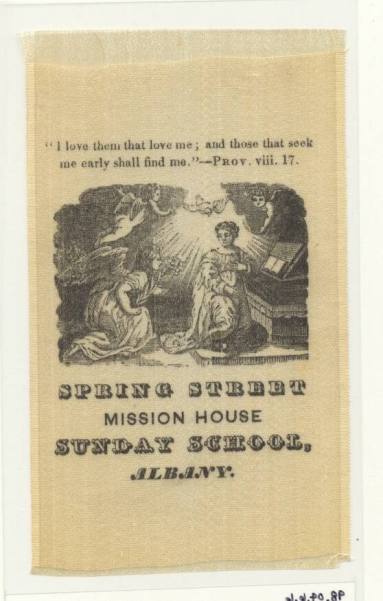 "I love them that love me; and those that seek
me early shall find me."—PROV. viii. 17.
SPRING STREET
MISSION HOUSE
SUNDAY SCHOOL,
ALBANY.